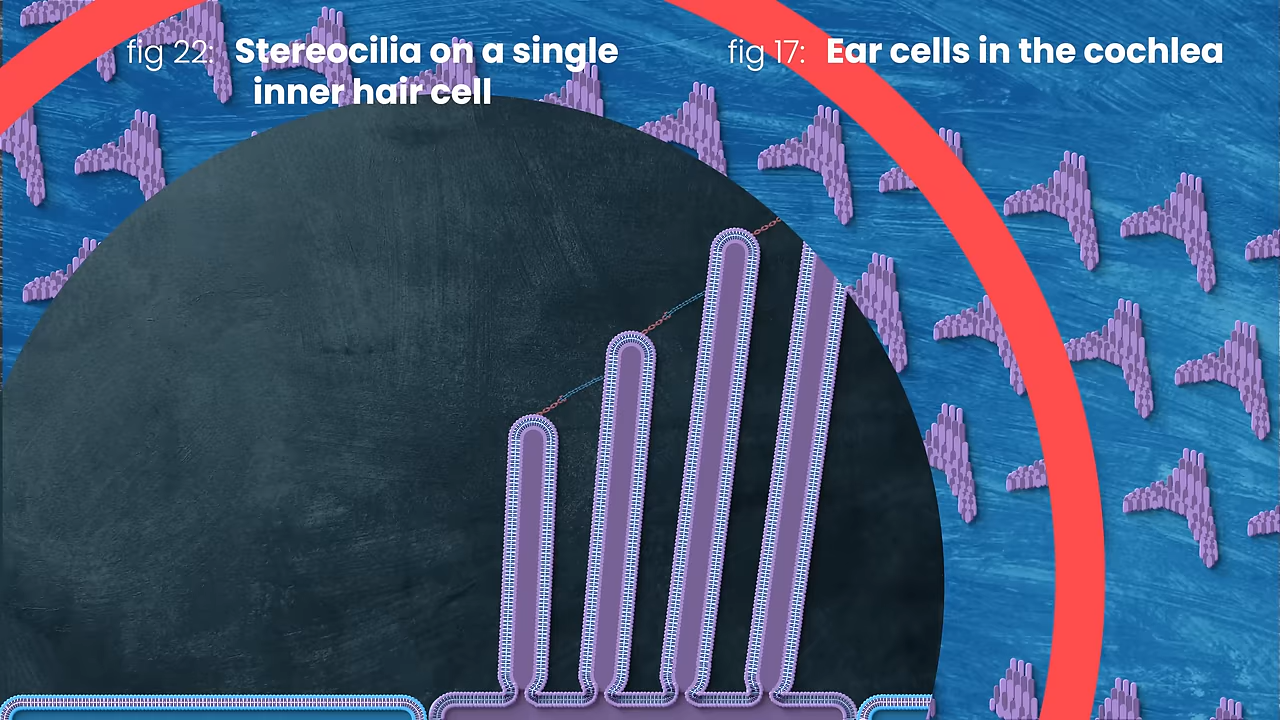 fig 22: Stereocilia on a single
inner hair cell
fig 17: Ear cells in the cochlea